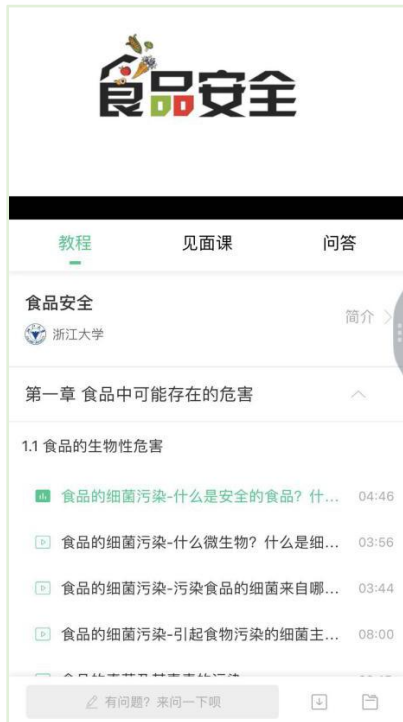 食品安全
教程
见面课
问答
食品安全
简介
浙江大学
第一章 食品中可能存在的危害
1.1 食品的生物性危害
食品的细菌污染-什么是安全的食品？什... 04:46
食品的细菌污染-什么微生物？什么是细... 03:56
食品的细菌污染-污染食品的细菌来自哪... 03:44
食品的细菌污染-引起食物污染的细菌主... 08:00
有问题？来问一下呗